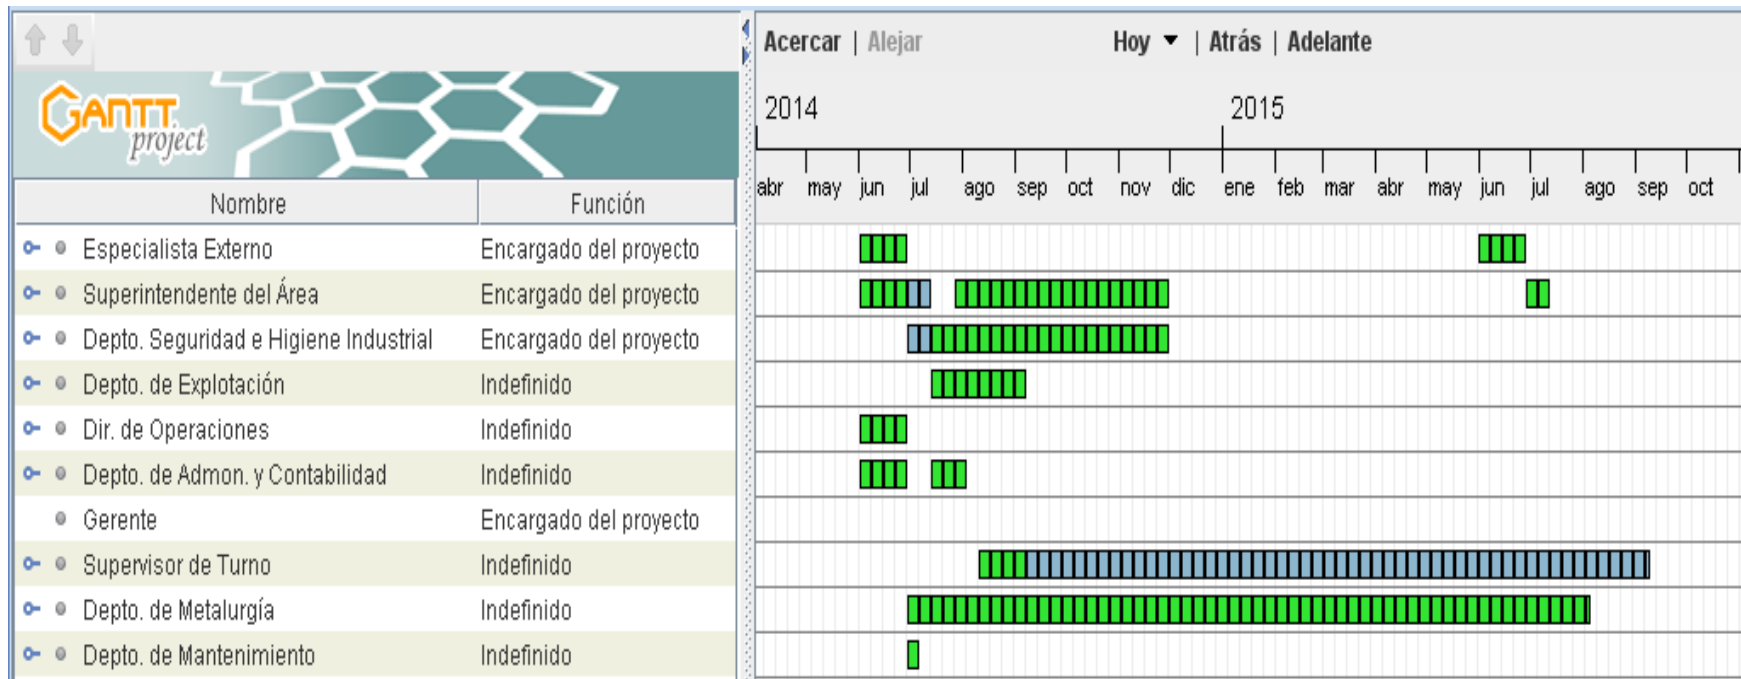 Acercar | Alejar Hoy | Atrás | Adelante
GANTT
project
2014 2015
abr may jun jul ago sep oct nov dic ene feb mar abr may jun jul ago sep oct
Nombre Función
Especialista Externo Encargado del proyecto
Superintendente del Área Encargado del proyecto
Depto. Seguridad e Higiene Industrial Encargado del proyecto
Depto. de Explotación Indefinido
Dir. de Operaciones Indefinido
Depto. de Admon. y Contabilidad Indefinido
Gerente Encargado del proyecto
Supervisor de Turno Indefinido
Depto. de Metalurgía Indefinido
Depto. de Mantenimiento Indefinido